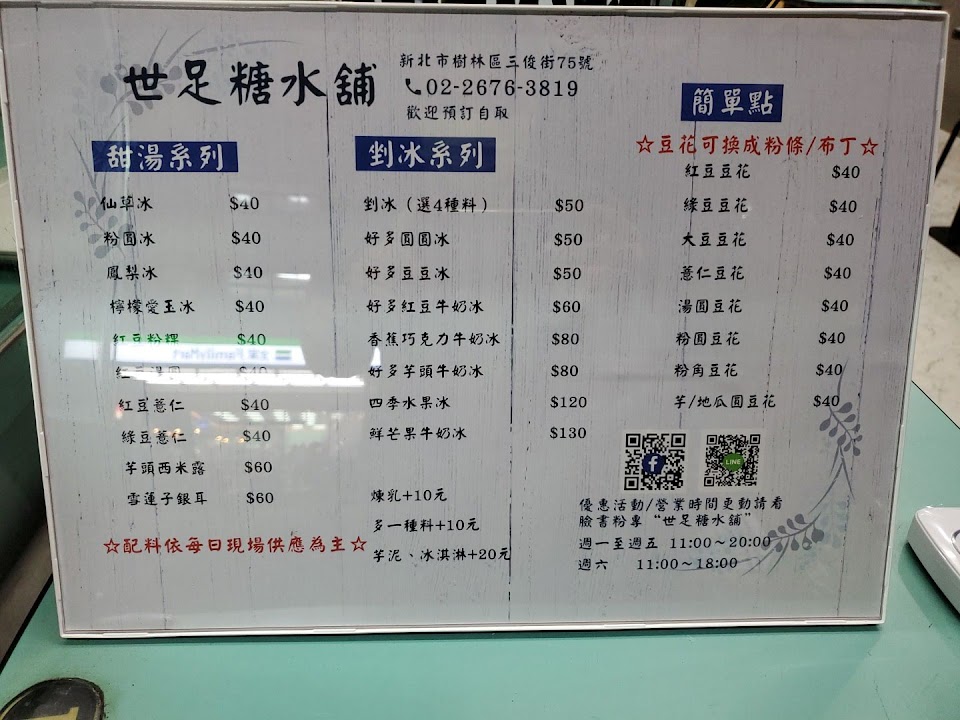 世足糖水舖
新北市樹林區三俊街75號
02-2676-3819
歡迎預訂自取
甜湯系列
仙草冰 $40
粉圓冰 $40
鳳梨冰 $40
檸檬愛玉冰 $40
紅豆粉粿 $40
紅豆湯圓 $40
紅豆薏仁 $40
綠豆薏仁 $40
芋頭西米露 $60
雪蓮子銀耳 $60
☆配料依每日現場供應為主☆
剉冰系列
剉冰(選4種料) $50
好多圓圓冰 $50
好多豆豆冰 $50
好多紅豆牛奶冰 $60
香蕉巧克力牛奶冰 $80
好多芋頭牛奶冰 $80
四季水果冰 $120
鮮芒果牛奶冰 $130
煉乳+10元
多一種料+10元
芋泥、冰淇淋+20元
簡單點
☆豆花可換成粉條/布丁☆
紅豆豆花 $40
綠豆豆花 $40
大豆豆花 $40
薏仁豆花 $40
湯圓豆花 $40
粉圓豆花 $40
粉角豆花 $40
芋/地瓜圓豆花 $40
LINE
優惠活動/營業時間更動請看
臉書粉專“世足糖水舖”
週一至週五 11:00～20:00
週六 11:00～18:00
FamilyMart